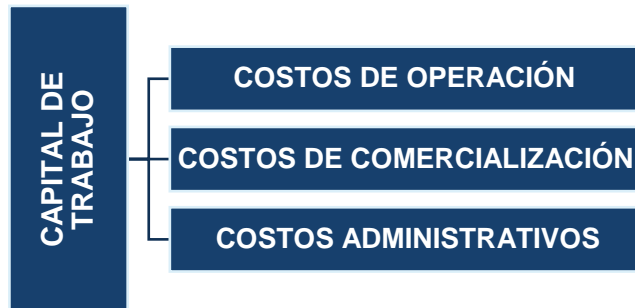 CAPITAL DE
TRABAJO
COSTOS DE OPERACIÓN
COSTOS DE COMERCIALIZACIÓN
COSTOS ADMINISTRATIVOS